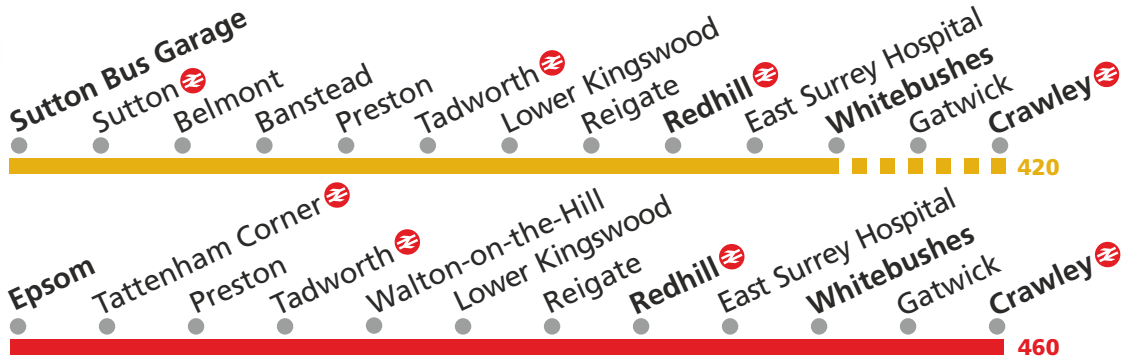 Sutton Bus Garage
Sutton
Belmont
Banstead
Preston
Tadworth
Lower Kingswood
Reigate
Redhill
East Surrey Hospital
Whitebushes
Gatwick
Crawley
420
Epsom
Tattenham Corner
Preston
Tadworth
Walton-on-the-Hill
Lower Kingswood
Reigate
Redhill
East Surrey Hospital
Whitebushes
Gatwick
Crawley
460